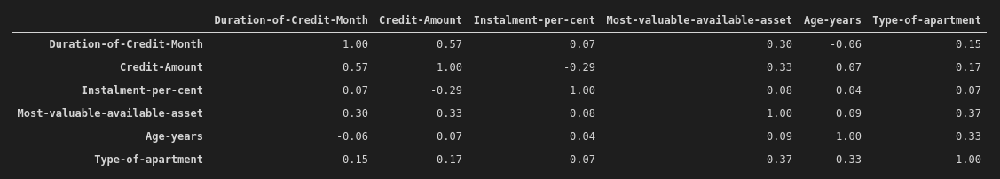 Duration-of-Credit-Month Credit-Amount Instalment-per-cent Most-valuable-available-asset Age-years Type-of-apartment
Duration-of-Credit-Month 1.00 0.57 0.07 0.30 -0.06 0.15
Credit-Amount 0.57 1.00 -0.29 0.33 0.07 0.17
Instalment-per-cent 0.07 -0.29 1.00 0.08 0.04 0.07
Most-valuable-available-asset 0.30 0.33 0.08 1.00 0.09 0.37
Age-years -0.06 0.07 0.04 0.09 1.00 0.33
Type-of-apartment 0.15 0.17 0.07 0.37 0.33 1.00